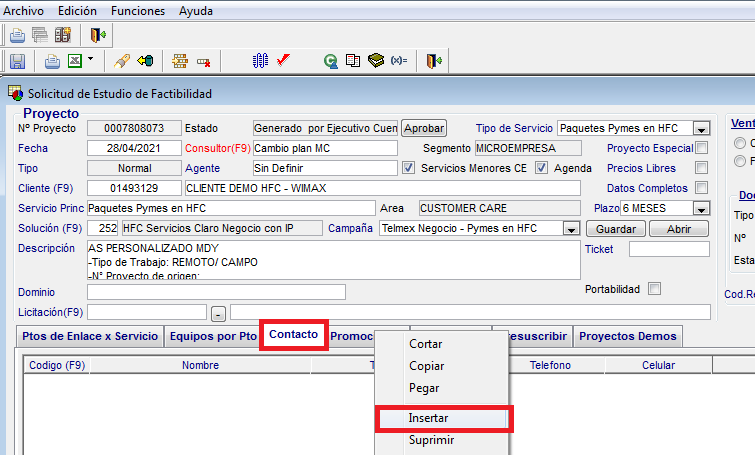 Archivo Edición Funciones Ayuda
Solicitud de Estudio de Factibilidad
Proyecto
Nº Proyecto 0007808073 Estado Generado por Ejecutivo Cuen Aprobar Tipo de Servicio Paquetes Pymes en HFC
Fecha 28/04/2021 Consultor(F9) Cambio plan MC Segmento MICROEMPRESA Proyecto Especial
Tipo Normal Agente Sin Definir Servicios Menores CE Agenda Precios Libres
Cliente (F9) 01493129 CLIENTE DEMO HFC - WIMAX Datos Completos
Servicio Princ Paquetes Pymes en HFC Area CUSTOMER CARE Plazo 6 MESES
Solución (F9) 252 HFC Servicios Claro Negocio con IP Campaña Telmex Negocio - Pymes en HFC Guardar Abrir
Descripción AS PERSONALIZADO MDY Ticket
-Tipo de Trabajo: REMOTO/ CAMPO
-N° Proyecto de origen:
Dominio Portabilidad
Licitación(F9) -
Vent
Tipo
Nº
Esta
Cod.Re
Ptos de Enlace x Servicio Equipos por Pto Contacto Promoc esuscribir Proyectos Demos
Codigo (F9) Nombre T Telefono Celular
Cortar
Copiar
Pegar
Insertar
Suprimir